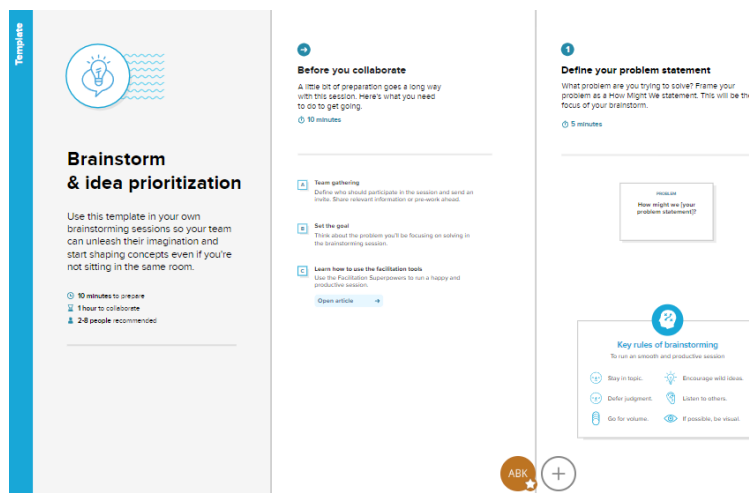 Template
Brainstorm
& idea prioritization
Use this template in your own
brainstorming sessions so your team
can unleash their imagination and
start shaping concepts even if you're
not sitting in the same room.
10 minutes to prepare
1 hour to collaborate
2-8 people recommended
Before you collaborate
A little bit of preparation goes a long way
with this session. Here's what you need
to do to get going.
10 minutes
A
Team gathering
Define who should participate in the session and send an
invite. Share relevant information or pre-work ahead.
B
Set the goal
Think about the problem you'll be focusing on solving in
the brainstorming session.
C
Learn how to use the facilitation tools
Use the Facilitation Superpowers to run a happy and
productive session.
Open article
1
Define your problem statement
What problem are you trying to solve? Frame your
problem as a How Might We statement. This will be the
focus of your brainstorm.
5 minutes
PROBLEM
How might we [your
problem statement]?
Key rules of brainstorming
To run an smooth and productive session
Stay in topic.
Encourage wild ideas.
Defer judgment.
Listen to others.
Go for volume.
If possible, be visual.
ABK